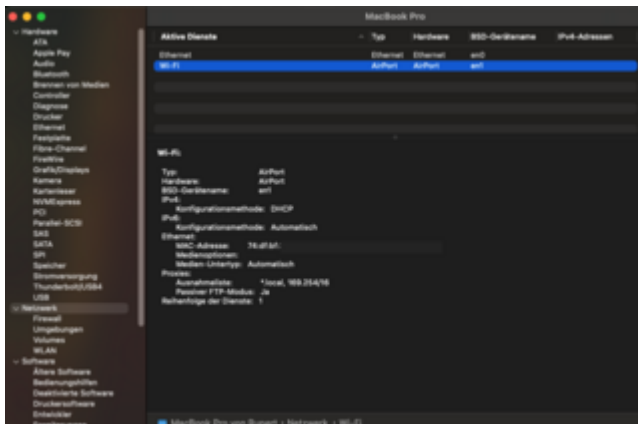 MacBook Pro
Hardware
ATA
Apple Pay
Audio
Bluetooth
Brennen von Medien
Controller
Diagnose
Drucker
Ethernet
Festplatte
Fibre-Channel
FireWire
Grafik/Displays
Kamera
Kartenleser
NVMExpress
PCI
Parallel-SCSI
SAS
SATA
SPI
Speicher
Stromversorgung
Thunderbolt/USB4
USB
Netzwerk
Firewall
Umgebungen
Volumes
WLAN
Software
Ältere Software
Bedienungshilfen
Deaktivierte Software
Druckersoftware
Entwickler
Aktive Dienste Typ Hardware BSD-Gerätename IPv4-Adressen
Ethernet Ethernet Ethernet en0
Wi-Fi AirPort AirPort en1
Wi-Fi:
Typ: AirPort
Hardware: AirPort
BSD-Gerätename: en1
IPv4:
Konfigurationsmethode: DHCP
IPv6:
Konfigurationsmethode: Automatisch
Ethernet:
MAC-Adresse: 74:df:bf:
Medienoptionen:
Medien-Untertyp: Automatisch
Proxies:
Ausnahmeliste: *.local, 169.254/16
Passiver FTP-Modus: Ja
Reihenfolge der Dienste: 1
MacBook Pro von Rupert › Netzwerk › Wi-Fi